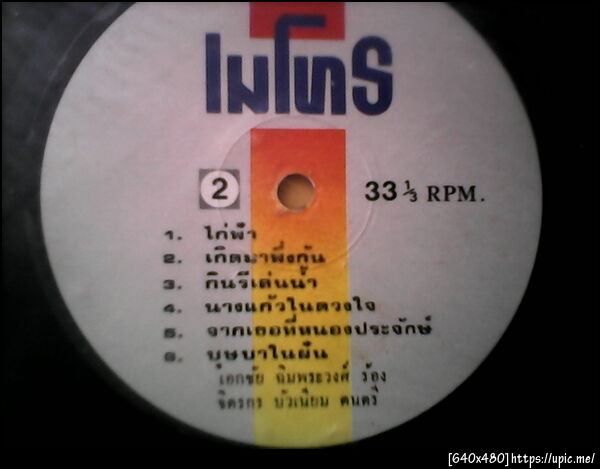 เมโทร
2
33 ⅓ RPM.
1. ไก่ฟ้า
2. เกิดมาพึ่งกัน
3. กินรีเล่นน้ำ
4. นางแก้วในดวงใจ
5. จากเธอที่หนองประจักษ์
6. บุษบาในฝัน
เอกชัย ฉิมพระวงศ์ ร้อง
จิตรกร บัวเนียม ดนตรี
[640x480]https://upic.me/